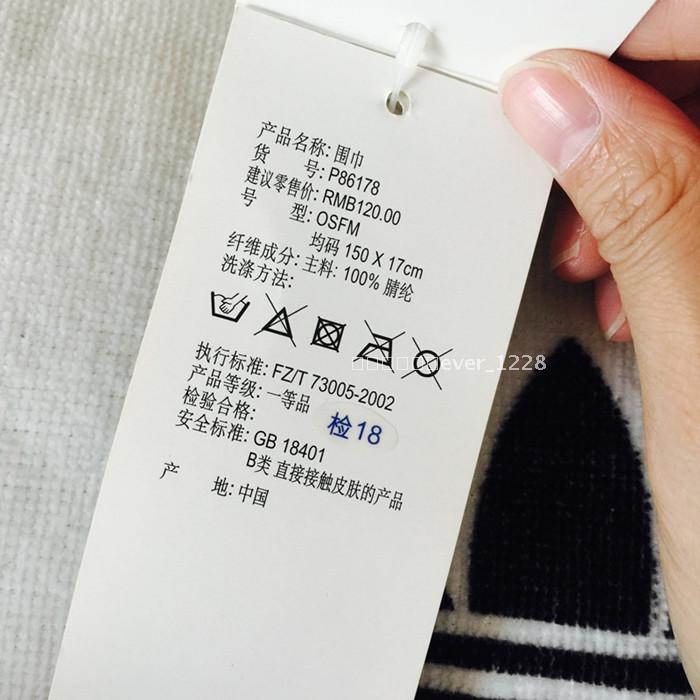 产品名称: 围巾
货 号: P86178
建议零售价: RMB120.00
号 型: OSFM
均码 150 X 17cm
纤维成分: 主料: 100% 腈纶
洗涤方法:
ever_1228
执行标准: FZ/T 73005-2002
产品等级: 一等品
检验合格: 检18
安全标准: GB 18401
B类 直接接触皮肤的产品
产 地: 中国